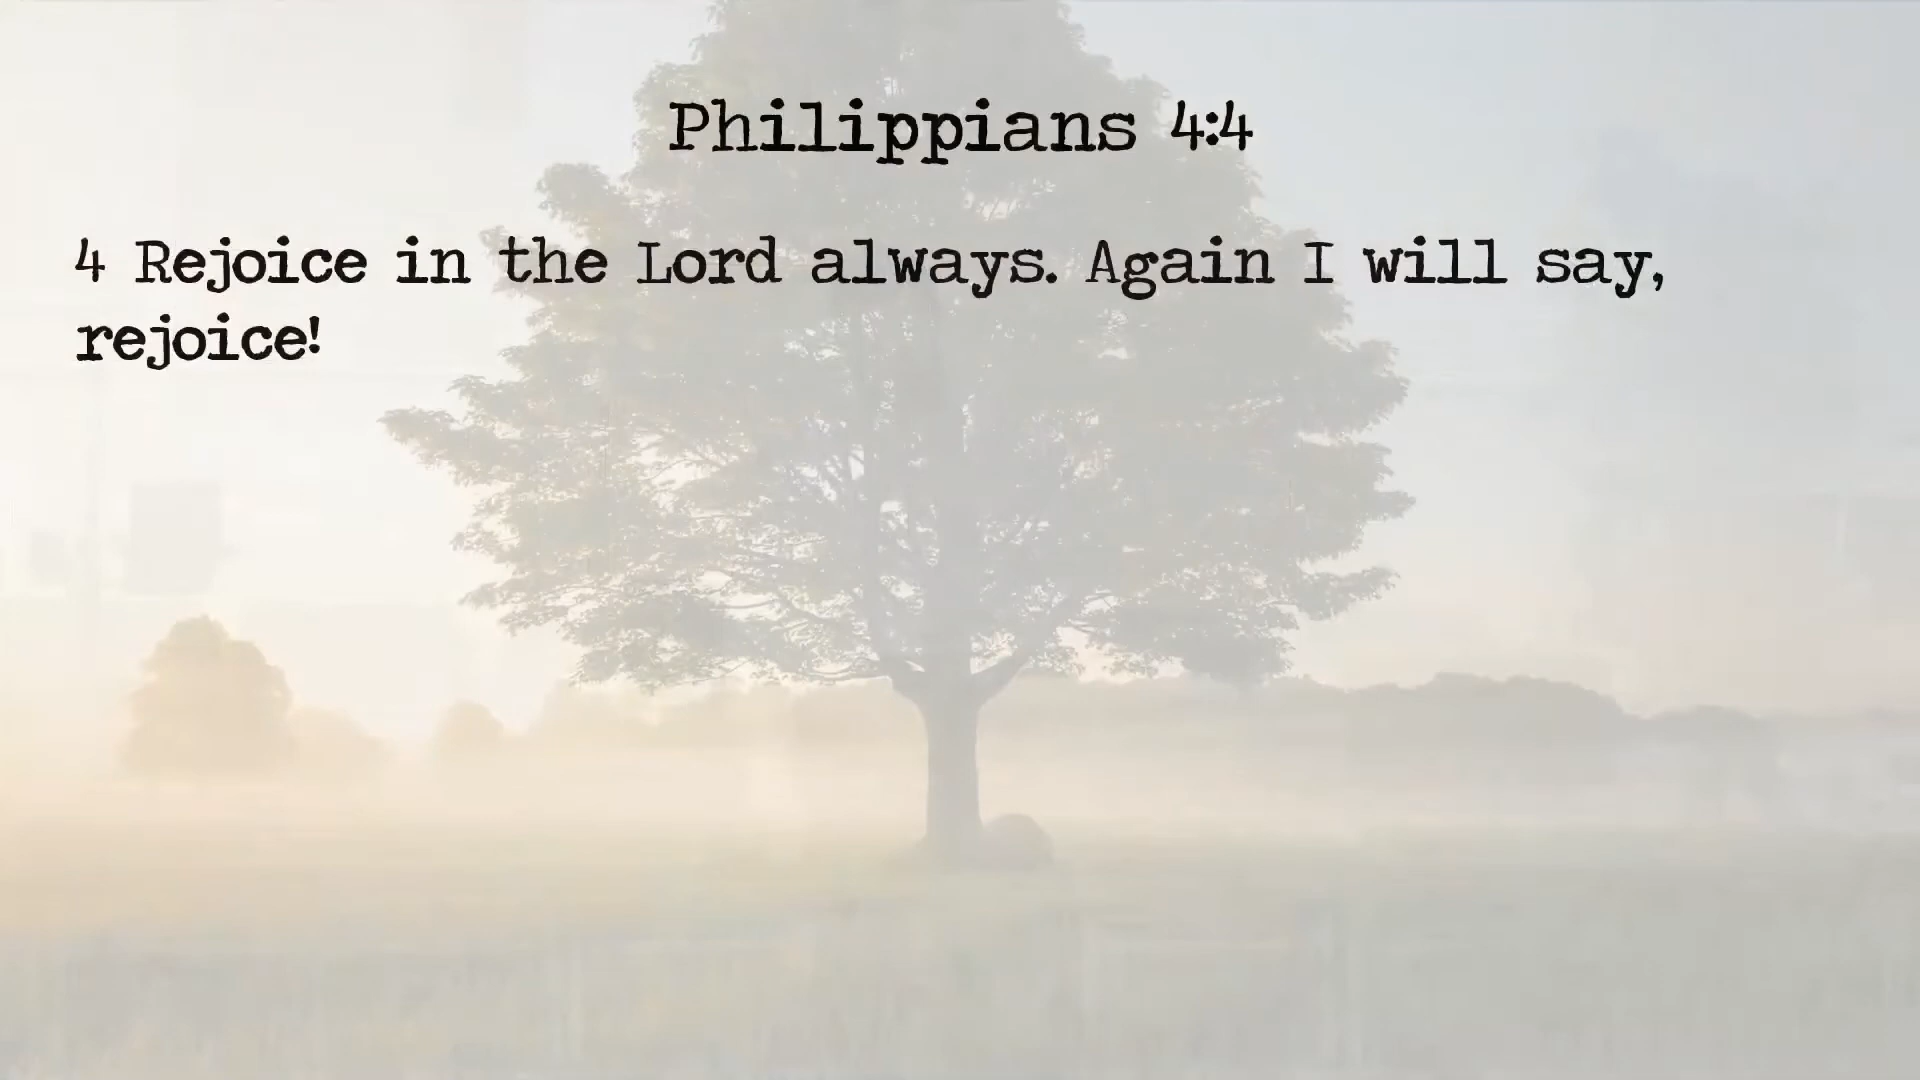 Philippians 4:4
4 Rejoice in the Lord always. Again I will say,
rejoice!